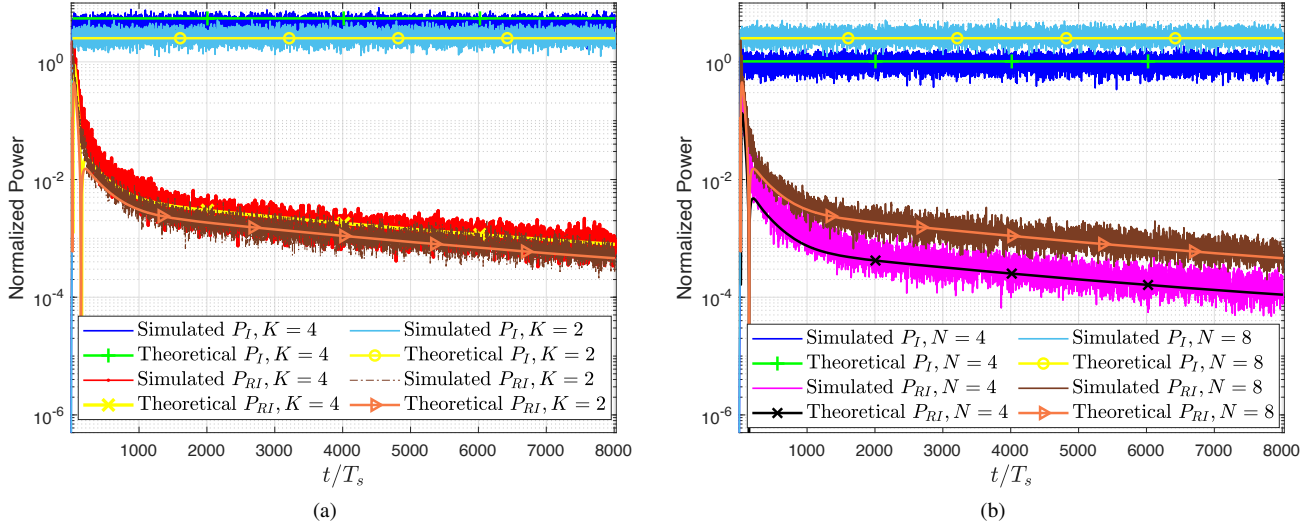 10^0
10^-2
10^-4
10^-6
Normalized Power
Simulated P_I, K = 4
Simulated P_I, K = 2
Theoretical P_I, K = 4
Theoretical P_I, K = 2
Simulated P_RI, K = 4
Simulated P_RI, K = 2
Theoretical P_RI, K = 4
Theoretical P_RI, K = 2
1000 2000 3000 4000 5000 6000 7000 8000
t/T_s
(a)
10^0
10^-2
10^-4
10^-6
Normalized Power
Simulated P_I, N = 4
Simulated P_I, N = 8
Theoretical P_I, N = 4
Theoretical P_I, N = 8
Simulated P_RI, N = 4
Simulated P_RI, N = 8
Theoretical P_RI, N = 4
Theoretical P_RI, N = 8
1000 2000 3000 4000 5000 6000 7000 8000
t/T_s
(b)